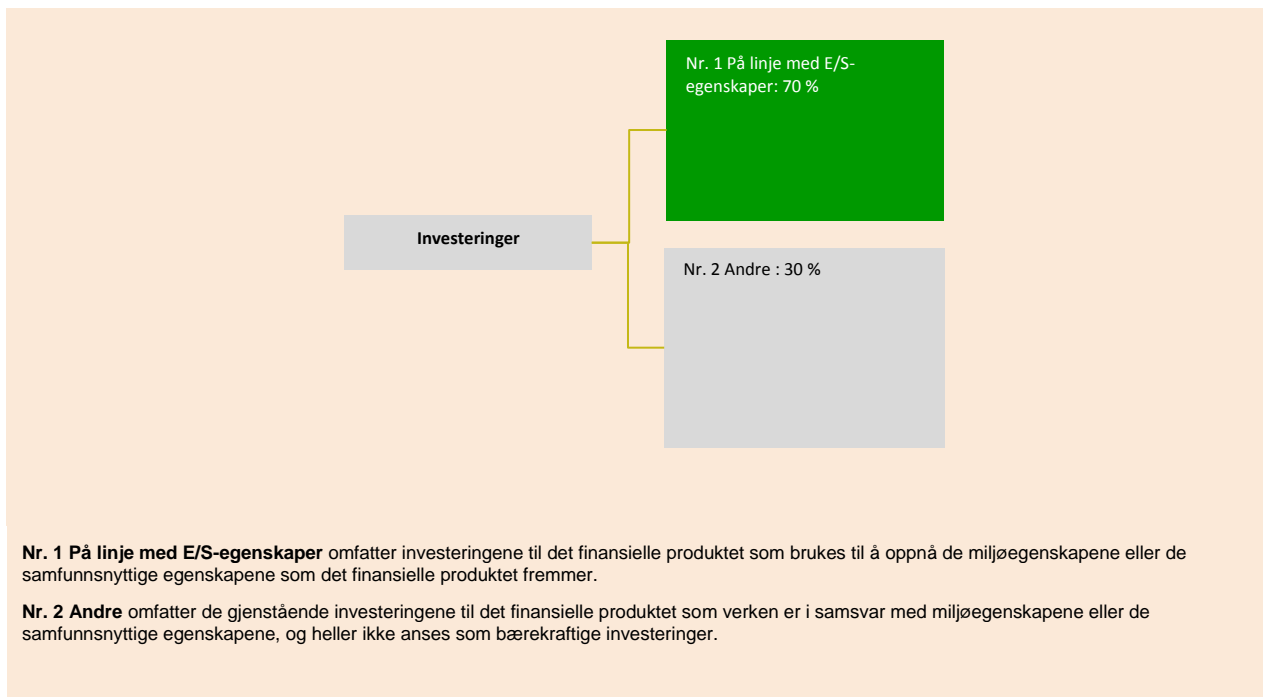 Nr. 1 På linje med E/S-
egenskaper: 70 %
Investeringer
Nr. 2 Andre : 30 %
Nr. 1 På linje med E/S-egenskaper omfatter investeringene til det finansielle produktet som brukes til å oppnå de miljøegenskapene eller de
samfunnsnyttige egenskapene som det finansielle produktet fremmer.
Nr. 2 Andre omfatter de gjenstående investeringene til det finansielle produktet som verken er i samsvar med miljøegenskapene eller de
samfunnsnyttige egenskapene, og heller ikke anses som bærekraftige investeringer.